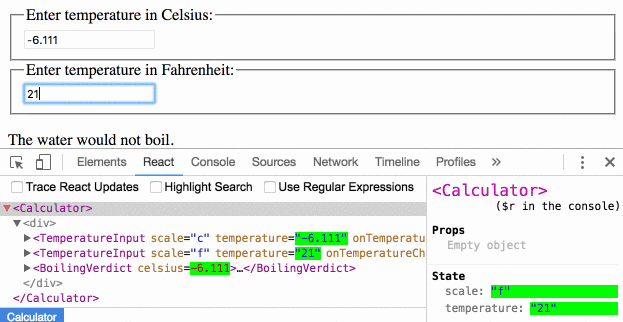 Enter temperature in Celsius:
-6.111
Enter temperature in Fahrenheit:
21
The water would not boil.
Elements React Console Sources Network Timeline Profiles »
Trace React Updates Highlight Search Use Regular Expressions
<Calculator>
<div>
<TemperatureInput scale="c" temperature="-6.111" onTemperatu
<TemperatureInput scale="f" temperature="21" onTemperatureCh
<BoilingVerdict celsius=-6.111>…</BoilingVerdict>
</div>
</Calculator>
Calculator
<Calculator>
($r in the console)
Props
Empty object
State
scale: "f"
temperature: "21"